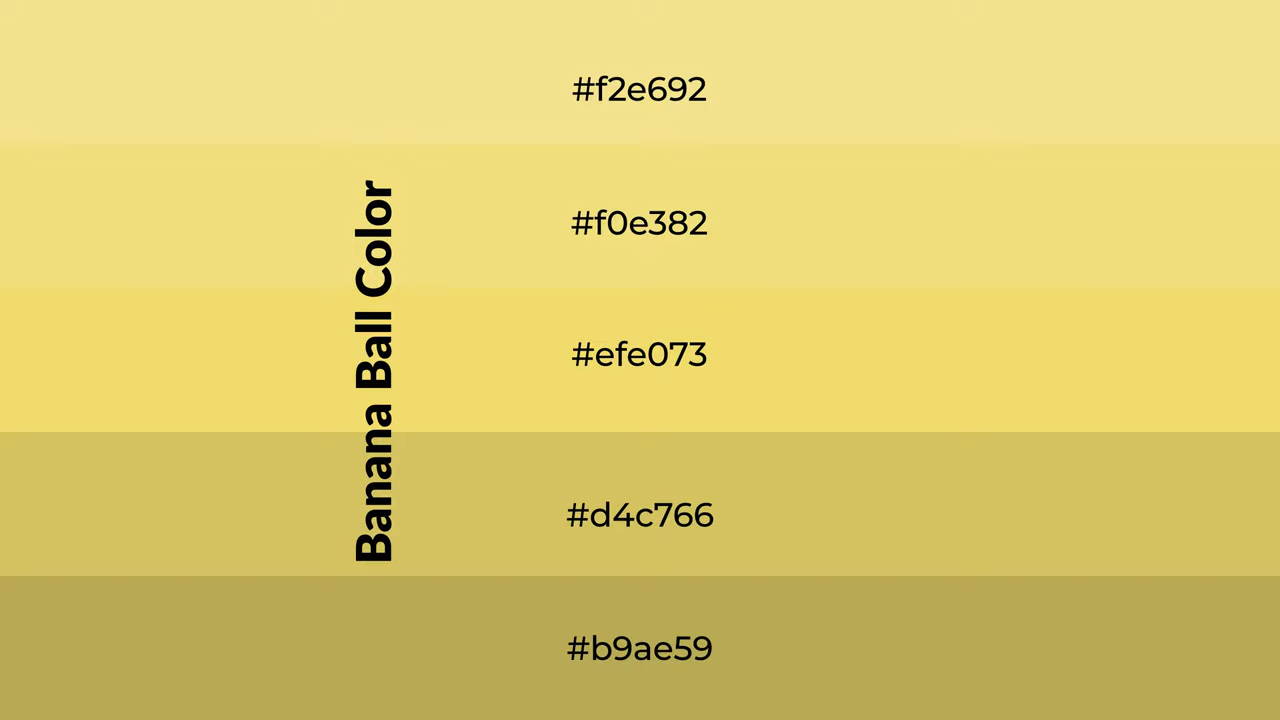 Banana Ball Color
#f2e692
#f0e382
#efe073
#d4c766
#b9ae59